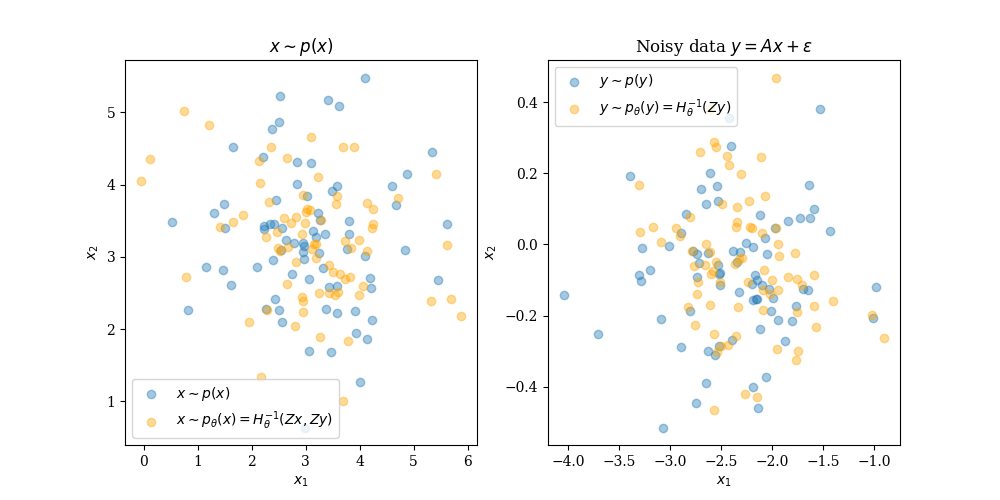 x ∼ p(x)
5
4
3
2
1
x₂
x ∼ p(x)
x ∼ p_θ(x) = H_θ⁻¹(Zx, Zy)
0 1 2 3 4 5 6
x₁
Noisy data y = Ax + ε
y ∼ p(y)
y ∼ p_θ(y) = H_θ⁻¹(Zy)
0.4
0.2
0.0
−0.2
−0.4
x₂
−4.0 −3.5 −3.0 −2.5 −2.0 −1.5 −1.0
x₁